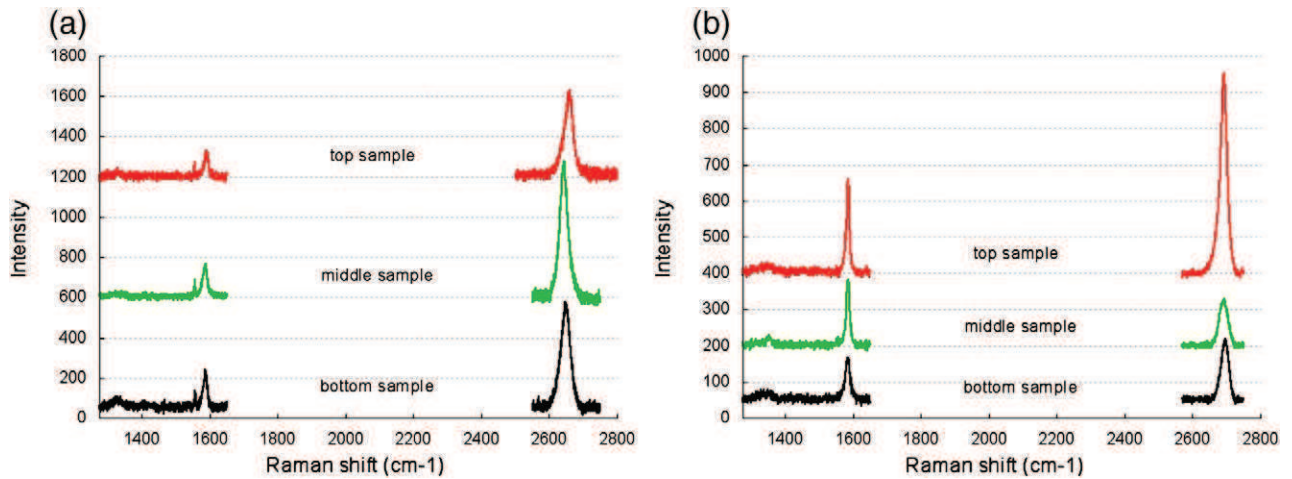 (a)
1800
1600
1400
1200
1000
800
600
400
200
0
Intensity
top sample
middle sample
bottom sample
1400 1600 1800 2000 2200 2400 2600 2800
Raman shift (cm-1)
(b)
1000
900
800
700
600
500
400
300
200
100
0
Intensity
top sample
middle sample
bottom sample
1400 1600 1800 2000 2200 2400 2600 2800
Raman shift (cm-1)